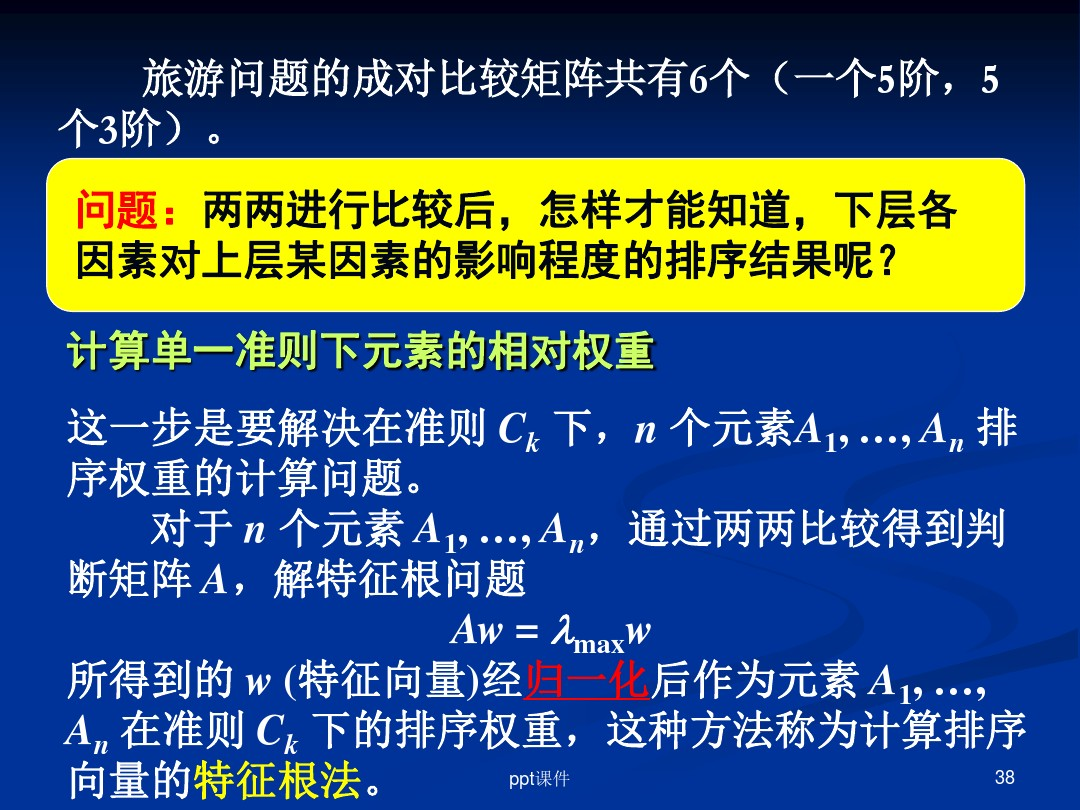 旅游问题的成对比较矩阵共有6个（一个5阶，5
个3阶）。
问题：两两进行比较后，怎样才能知道，下层各
因素对上层某因素的影响程度的排序结果呢？
计算单一准则下元素的相对权重
这一步是要解决在准则 Cₖ 下，n 个元素A₁, …, Aₙ 排
序权重的计算问题。
对于 n 个元素 A₁, …, Aₙ，通过两两比较得到判
断矩阵 A，解特征根问题
Aw = λmaxw
所得到的 w (特征向量)经归一化后作为元素 A₁, …,
Aₙ 在准则 Cₖ 下的排序权重，这种方法称为计算排序
向量的特征根法。
ppt课件
38